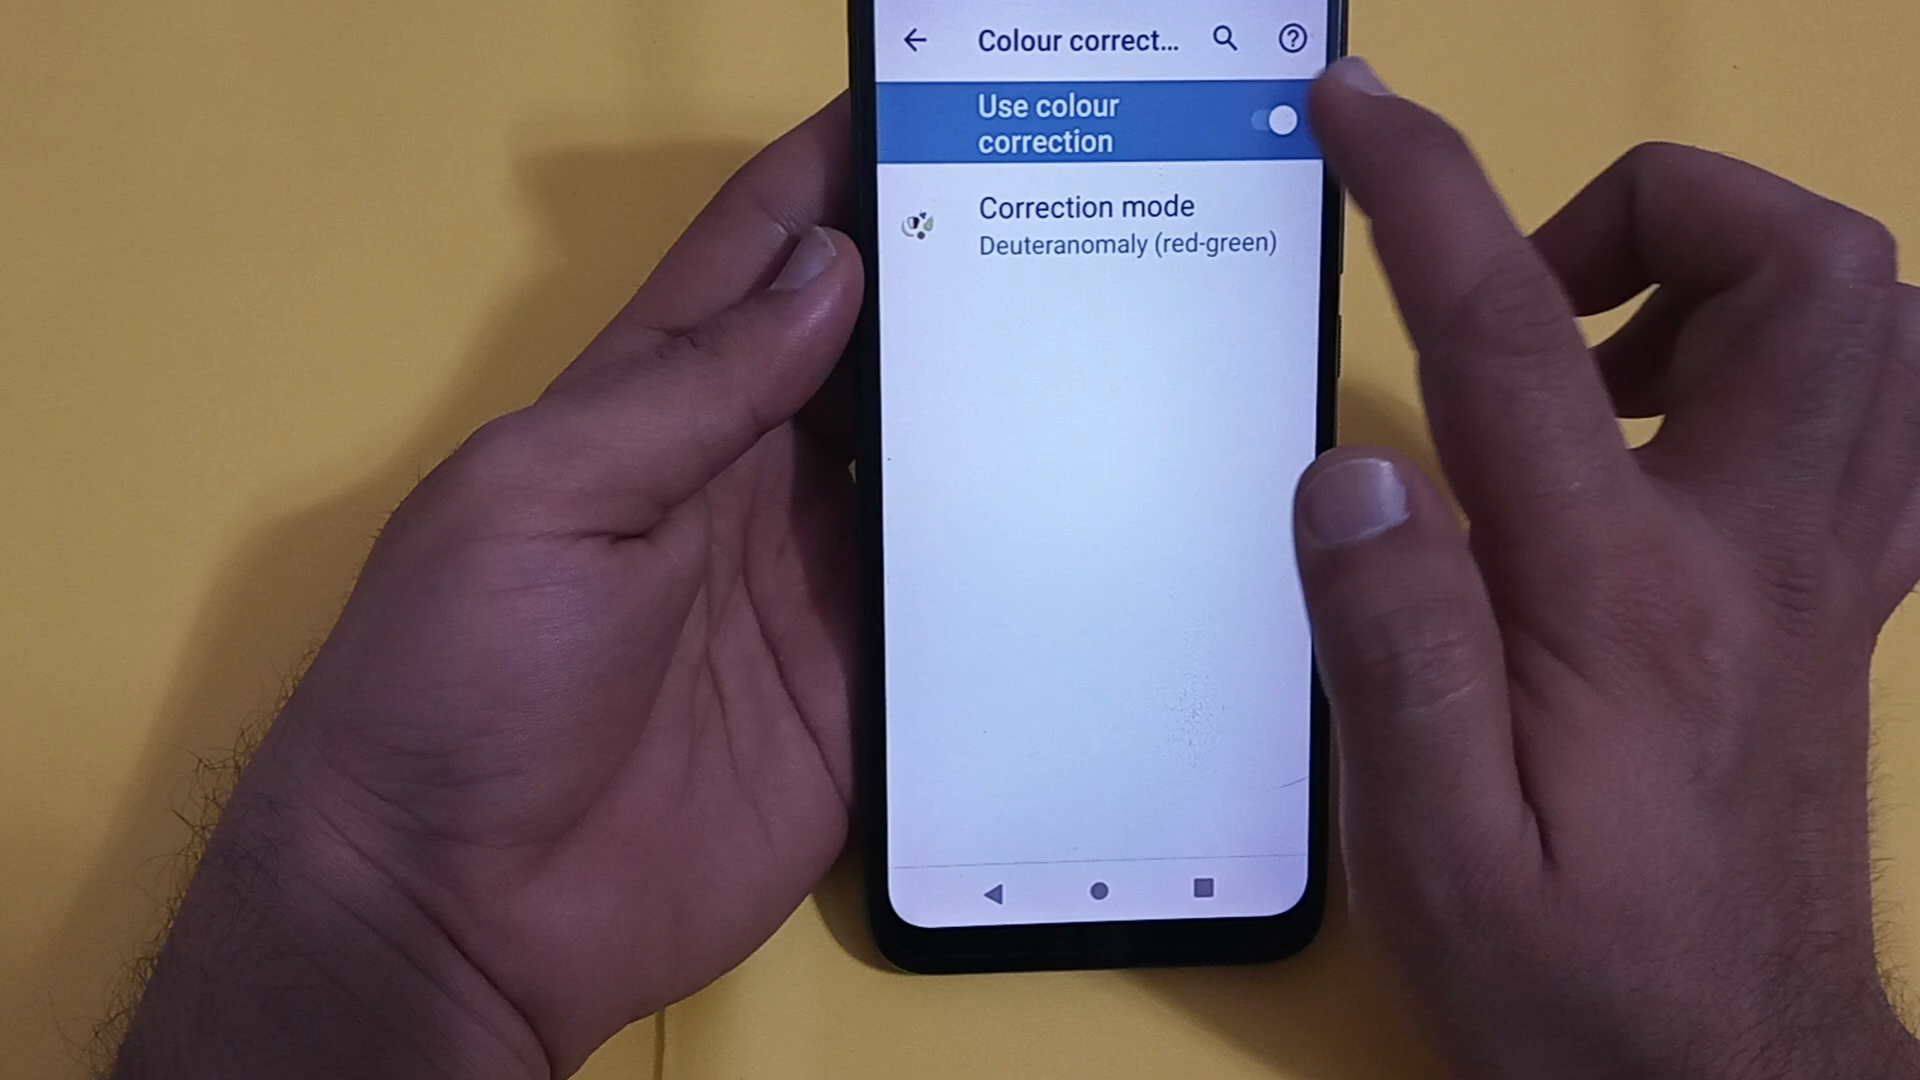 Colour correct...
Use colour
correction
Correction mode
Deuteranomaly (red-green)